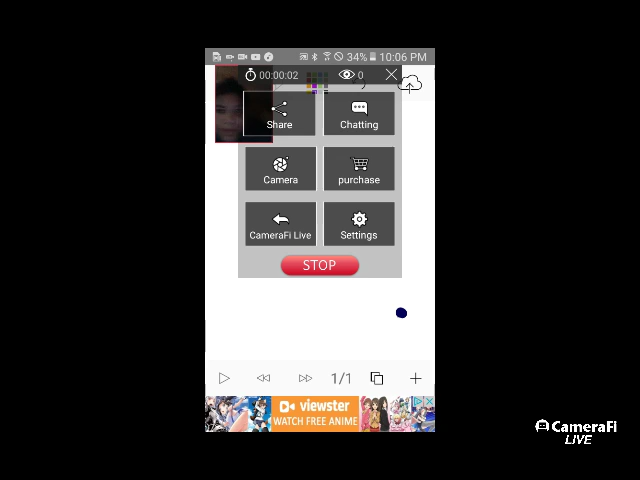 34% 10:06 PM
00:00:02 0
Share Chatting
Camera purchase
CameraFi Live Settings
STOP
1/1
viewster
WATCH FREE ANIME
CameraFi
LIVE